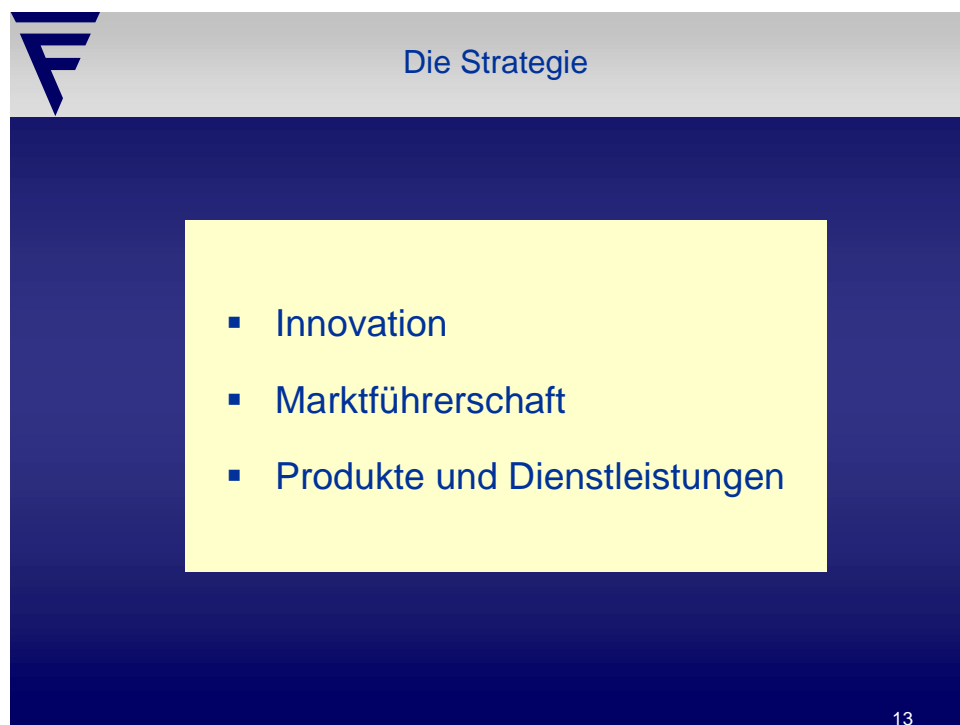 Die Strategie
▪ Innovation
▪ Marktführerschaft
▪ Produkte und Dienstleistungen
13